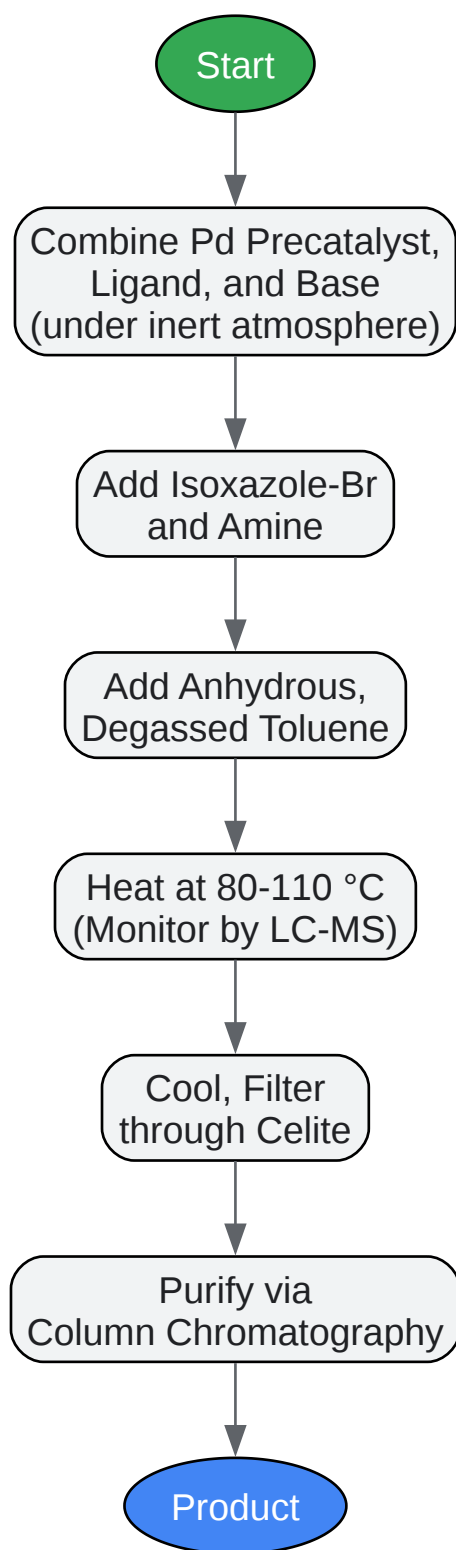 Start
Combine Pd Precatalyst,
Ligand, and Base
(under inert atmosphere)
Add Isoxazole-Br
and Amine
Add Anhydrous,
Degassed Toluene
Heat at 80-110 °C
(Monitor by LC-MS)
Cool, Filter
through Celite
Purify via
Column Chromatography
Product